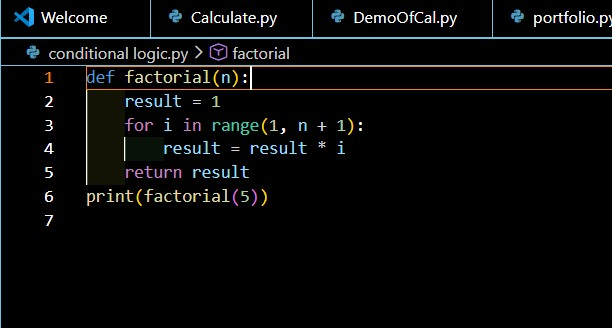 Welcome Calculate.py DemoOfCal.py portfolio.py
conditional logic.py > factorial
1 def factorial(n):
2     result = 1
3     for i in range(1, n + 1):
4         result = result * i
5     return result
6 print(factorial(5))
7